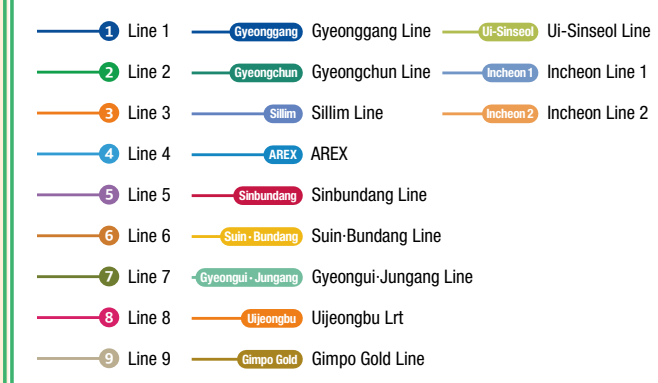 1 Line 1 Gyeonggang Gyeonggang Line Ui-Sinseol Ui-Sinseol Line
2 Line 2 Gyeongchun Gyeongchun Line Incheon 1 Incheon Line 1
3 Line 3 Sillim Sillim Line Incheon 2 Incheon Line 2
4 Line 4 AREX AREX
5 Line 5 Sinbundang Sinbundang Line
6 Line 6 Suin·Bundang Suin·Bundang Line
7 Line 7 Gyeongui·Jungang Gyeongui·Jungang Line
8 Line 8 Uijeongbu Uijeongbu Lrt
9 Line 9 Gimpo Gold Gimpo Gold Line